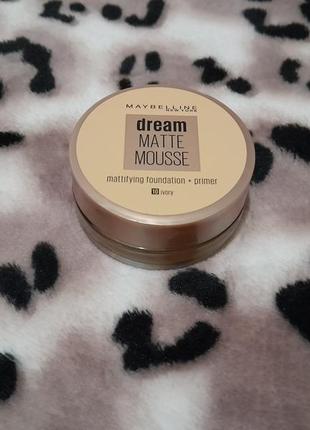 MAYBELLINE
NEW YORK
dream
MATTE
MOUSSE
mattifying foundation + primer
10 ivory